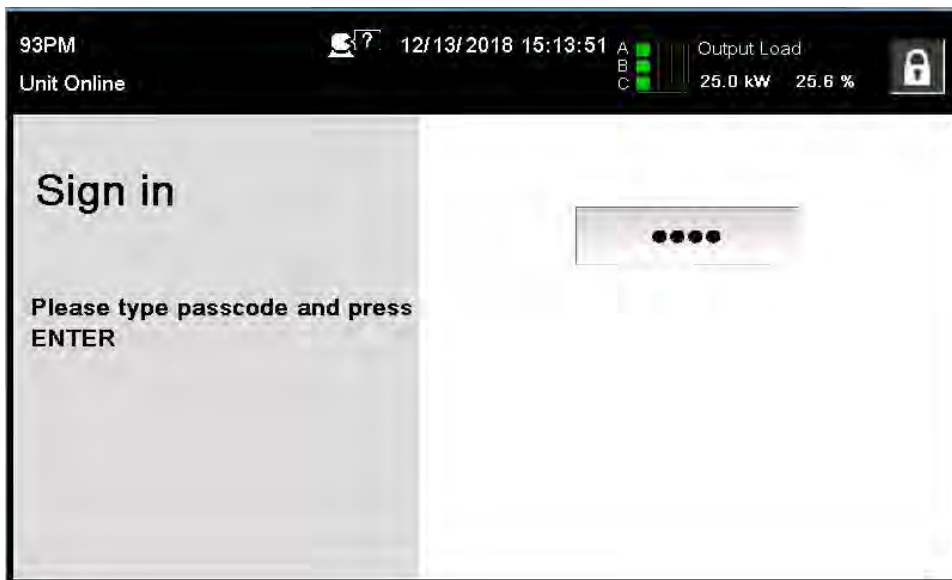 93PM
? 12/13/2018 15:13:51
A
B
C
Output Load
25.0 kW 25.6 %
Unit Online
Sign in
••••
Please type passcode and press
ENTER